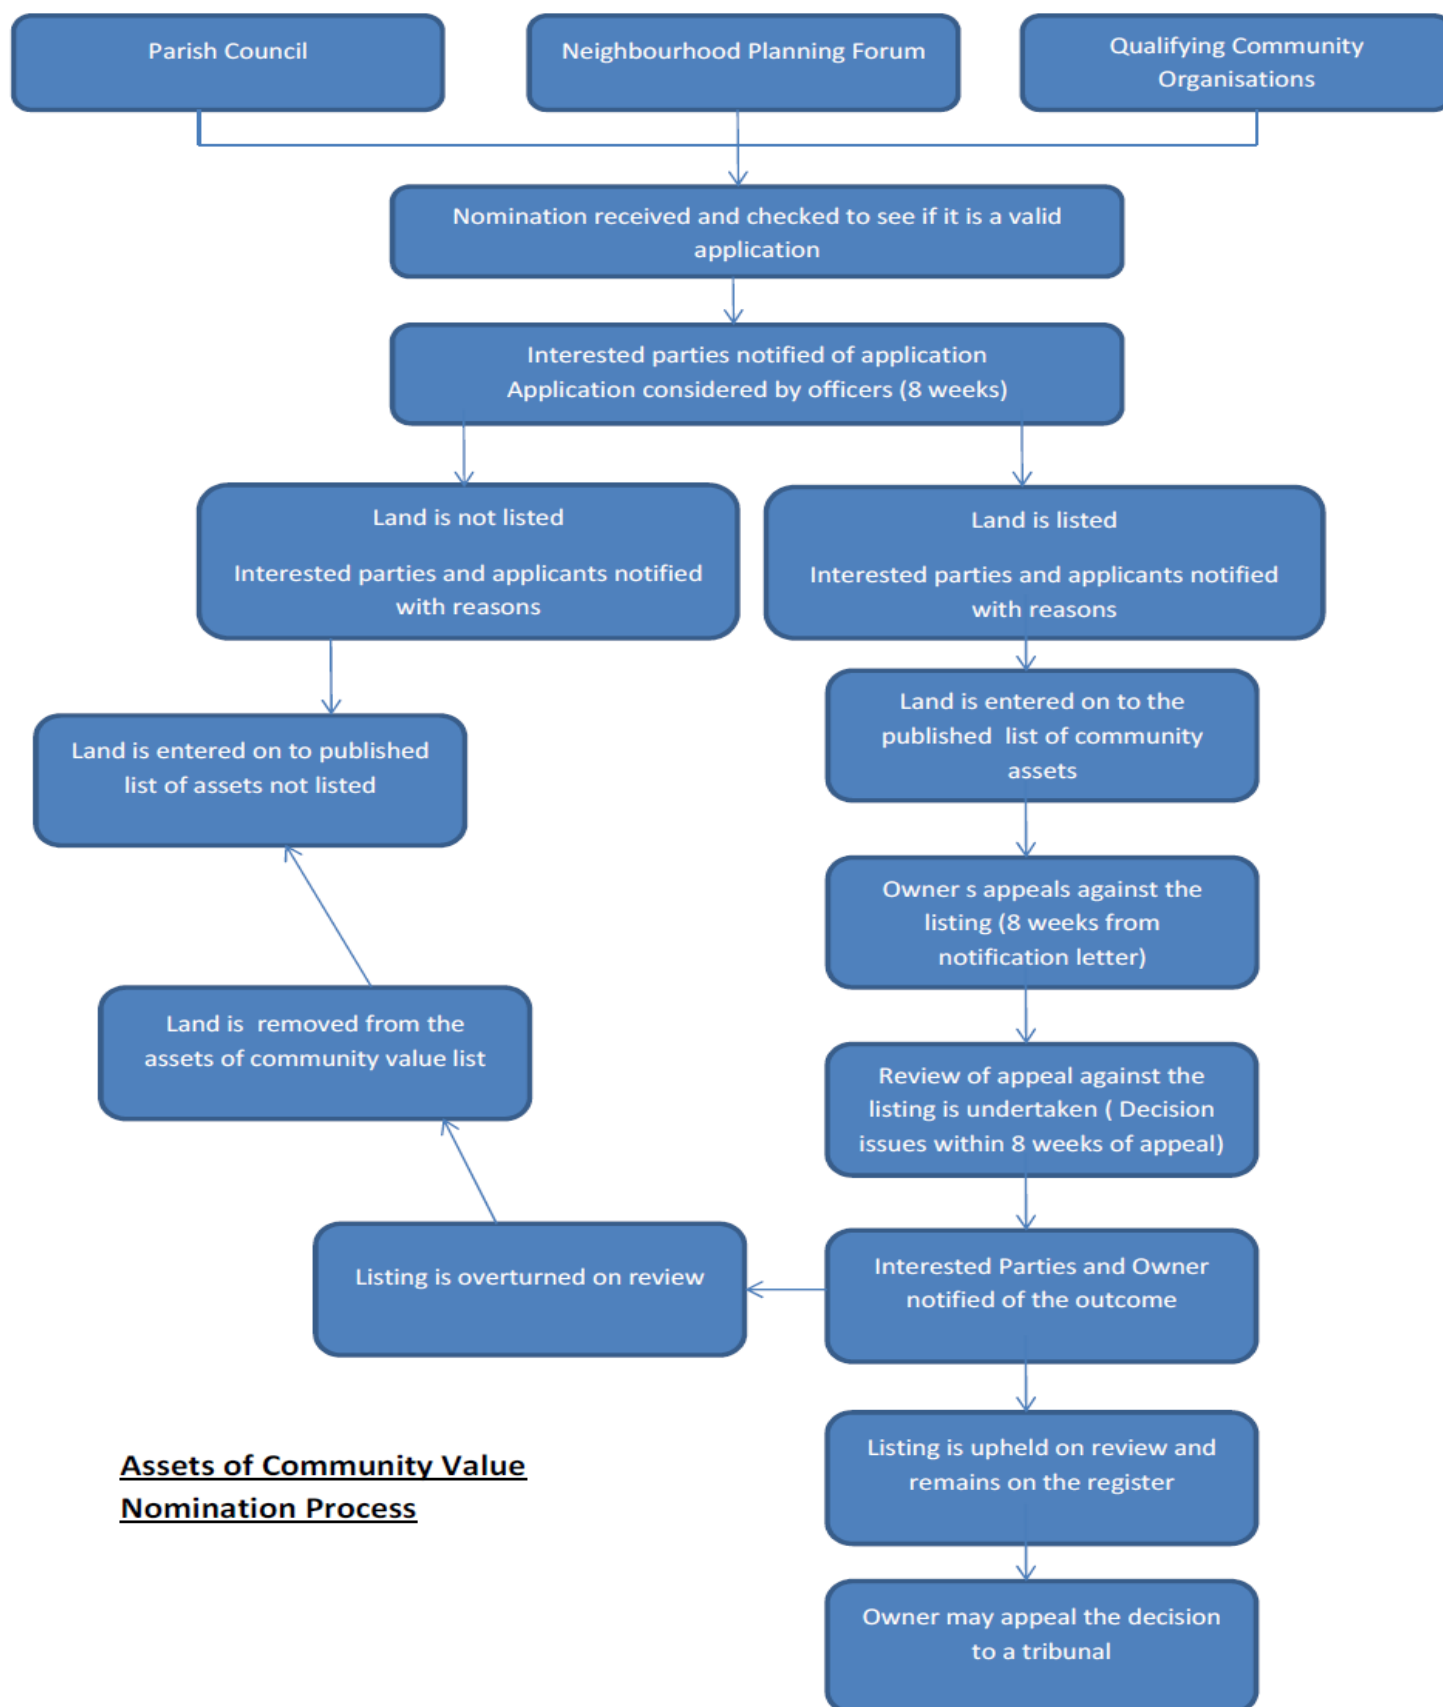 Parish Council
Neighbourhood Planning Forum
Qualifying Community
Organisations
Nomination received and checked to see if it is a valid
application
Interested parties notified of application
Application considered by officers (8 weeks)
Land is not listed
Interested parties and applicants notified
with reasons
Land is listed
Interested parties and applicants notified
with reasons
Land is entered on to published
list of assets not listed
Land is entered on to the
published  list of community
assets
Owner s appeals against the
listing (8 weeks from
notification letter)
Land is  removed from the
assets of community value list
Review of appeal against the
listing is undertaken ( Decision
issues within 8 weeks of appeal)
Listing is overturned on review
Interested Parties and Owner
notified of the outcome
Listing is upheld on review and
remains on the register
Assets of Community Value
Nomination Process
Owner may appeal the decision
to a tribunal